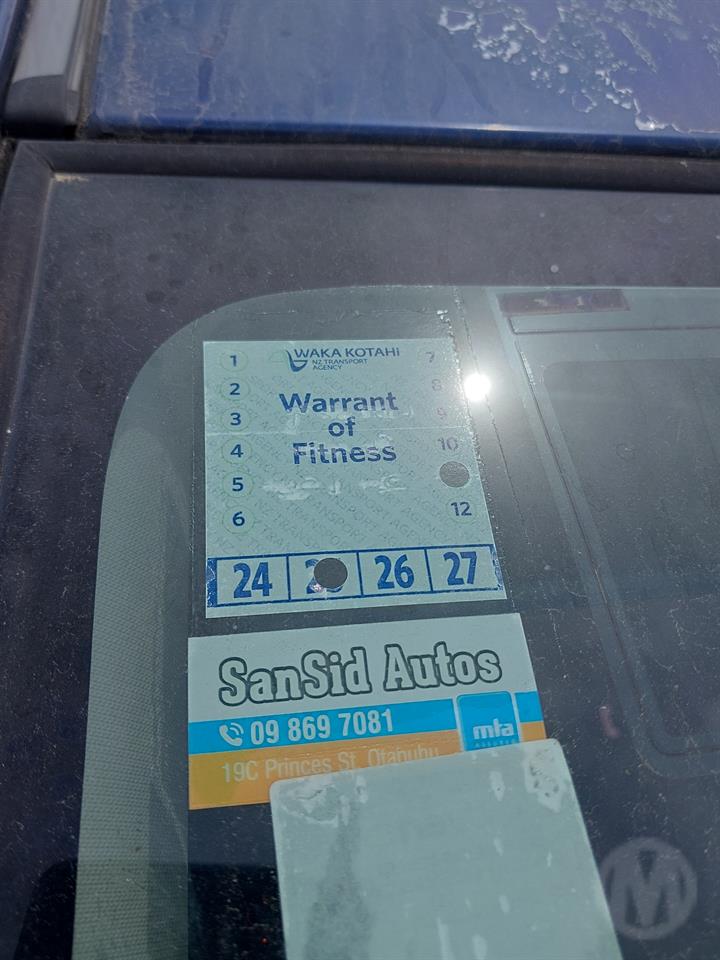 WAKA KOTAHI
NZ TRANSPORT
AGENCY
Warrant
of
Fitness
1
2
3
4
5
6
7
8
9
10
12
24 26 27
SanSid Autos
09 869 7081
mta
ASSURED
19C Princes St, Otahuhu
M